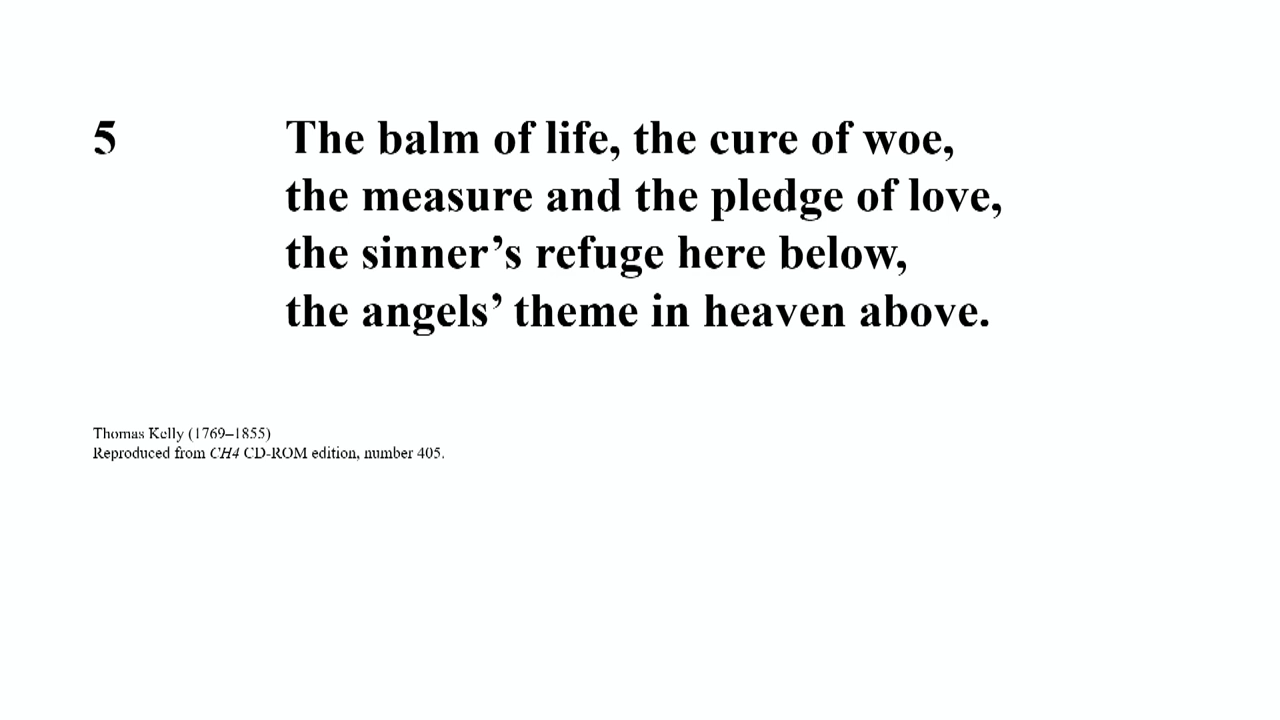 5 The balm of life, the cure of woe,
the measure and the pledge of love,
the sinner’s refuge here below,
the angels’ theme in heaven above.
Thomas Kelly (1769–1855)
Reproduced from CH4 CD-ROM edition, number 405.